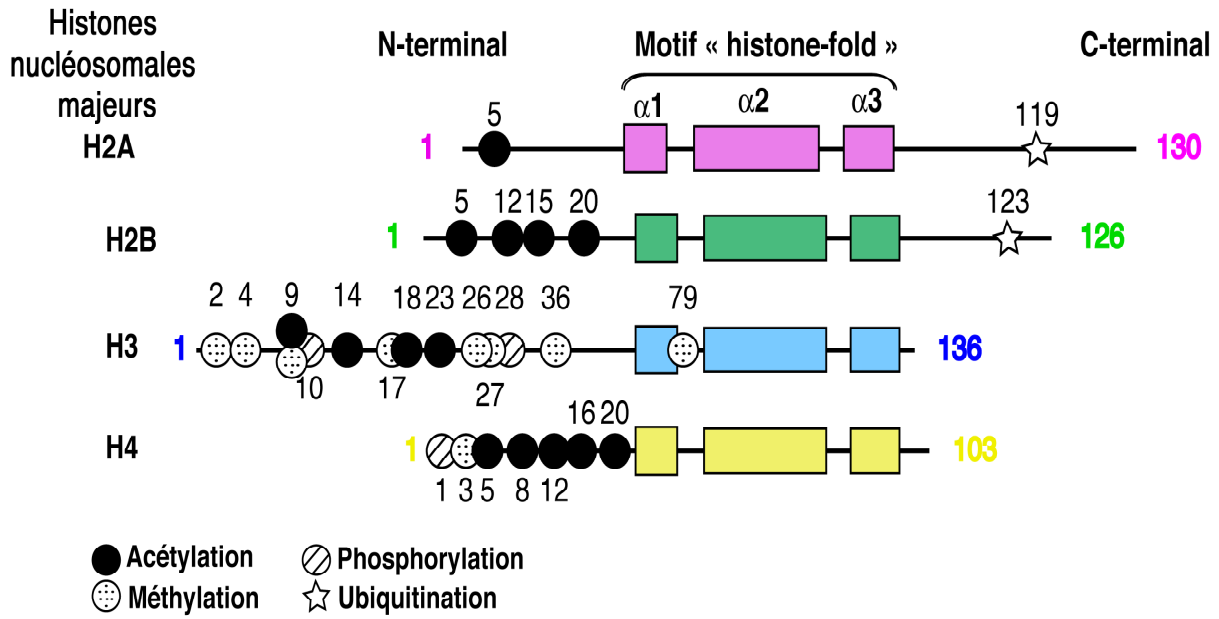 Histones
nucléosomales
majeurs
N-terminal
Motif « histone-fold »
C-terminal
α1 α2 α3
5 119
H2A 1 130
5 12 15 20 123
H2B 1 126
2 4 9 14 18 23 26 28 36 79
H3 1 136
10 17 27
16 20
H4 1 103
1 3 5 8 12
Acétylation Phosphorylation
Méthylation Ubiquitination